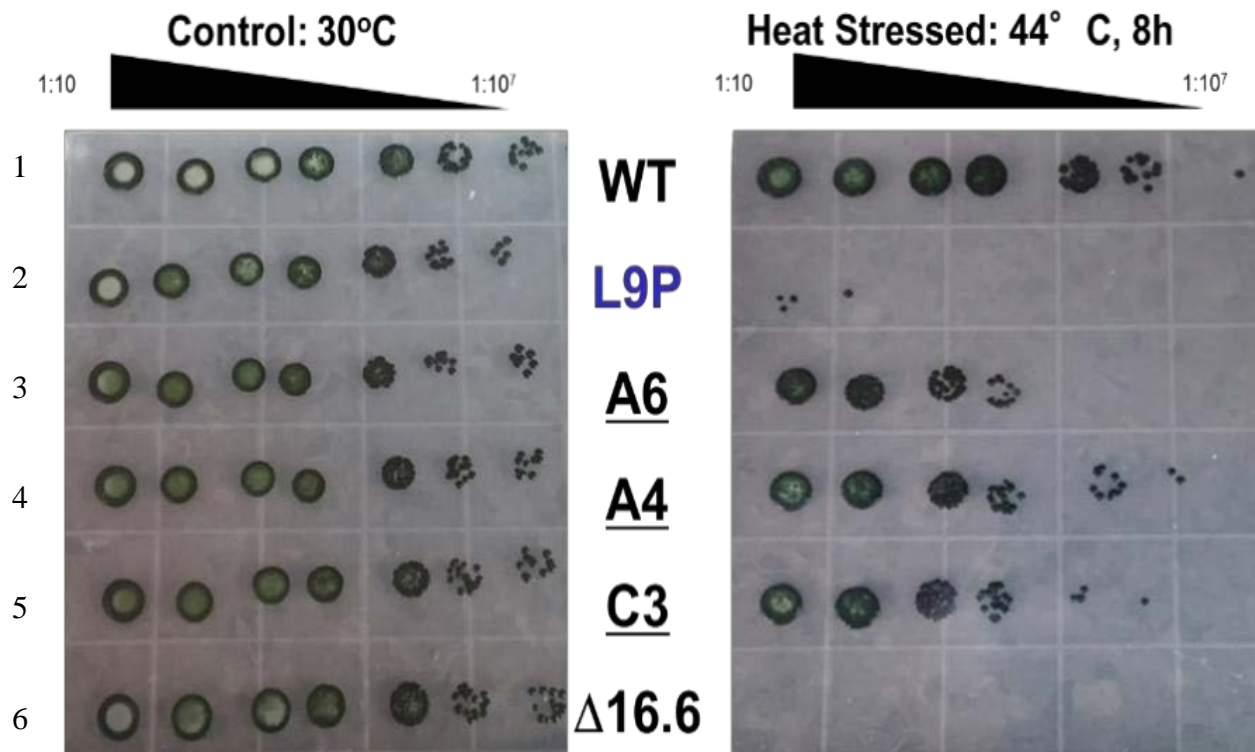 Control: 30°C
Heat Stressed: 44° C, 8h
1:10
1:10⁷
1:10
1:10⁷
1
WT
2
L9P
3
A6
4
A4
5
C3
6
Δ16.6